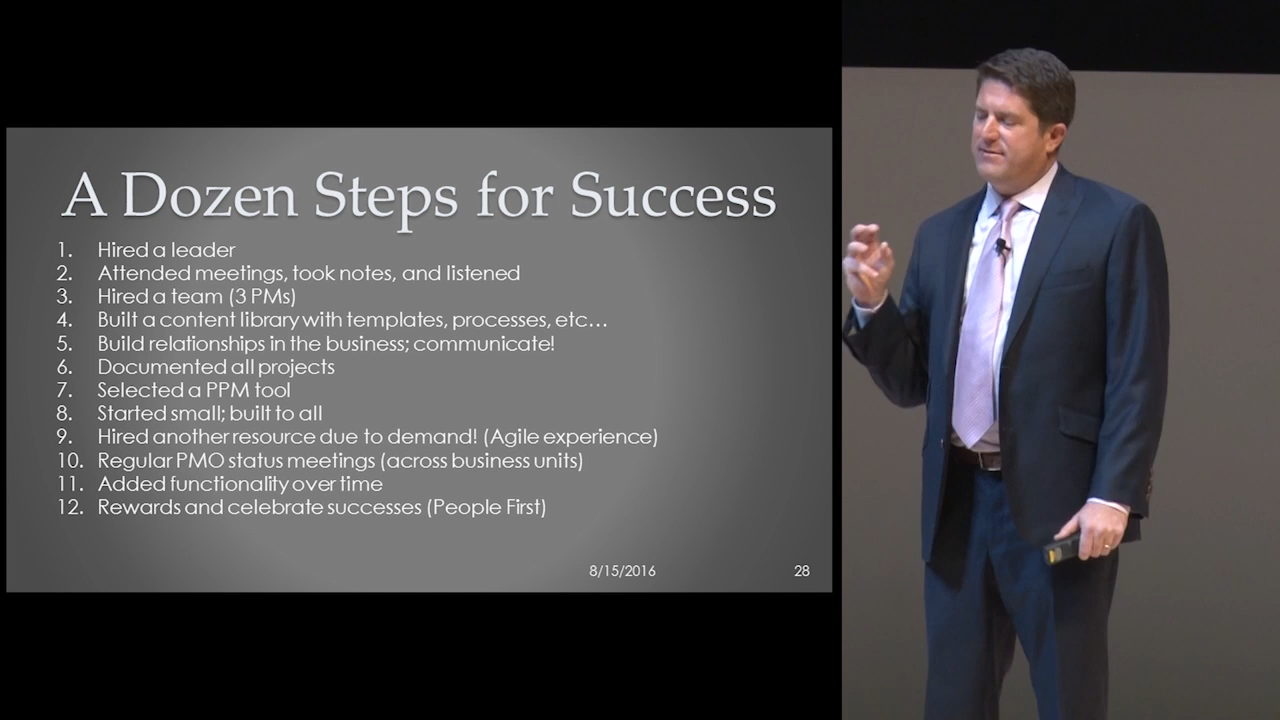 A Dozen Steps for Success
1. Hired a leader
2. Attended meetings, took notes, and listened
3. Hired a team (3 PMs)
4. Built a content library with templates, processes, etc...
5. Build relationships in the business; communicate!
6. Documented all projects
7. Selected a PPM tool
8. Started small; built to all
9. Hired another resource due to demand! (Agile experience)
10. Regular PMO status meetings (across business units)
11. Added functionality over time
12. Rewards and celebrate successes (People First)
8/15/2016 28